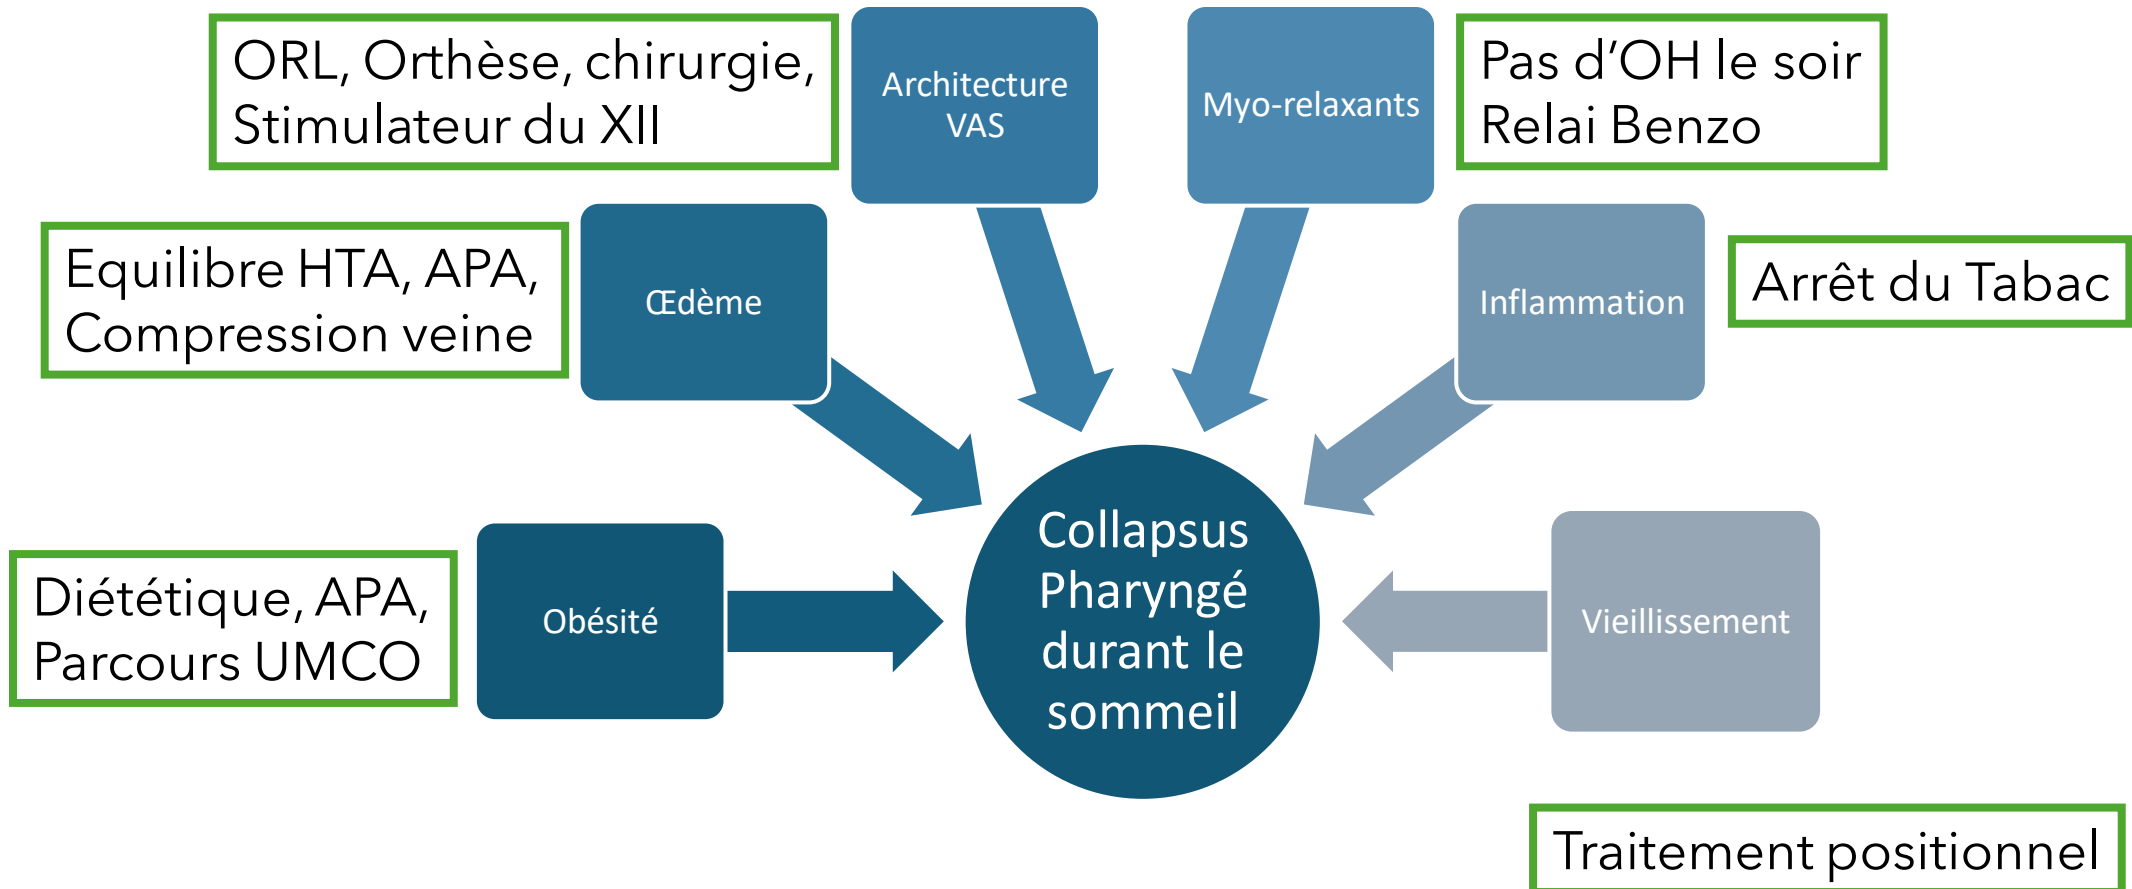 ORL, Orthèse, chirurgie,
Stimulateur du XII
Architecture
VAS
Myo-relaxants
Pas d’OH le soir
Relai Benzo
Equilibre HTA, APA,
Compression veine
Œdème
Inflammation
Arrêt du Tabac
Diététique, APA,
Parcours UMCO
Obésité
Collapsus
Pharyngé
durant le
sommeil
Vieillissement
Traitement positionnel